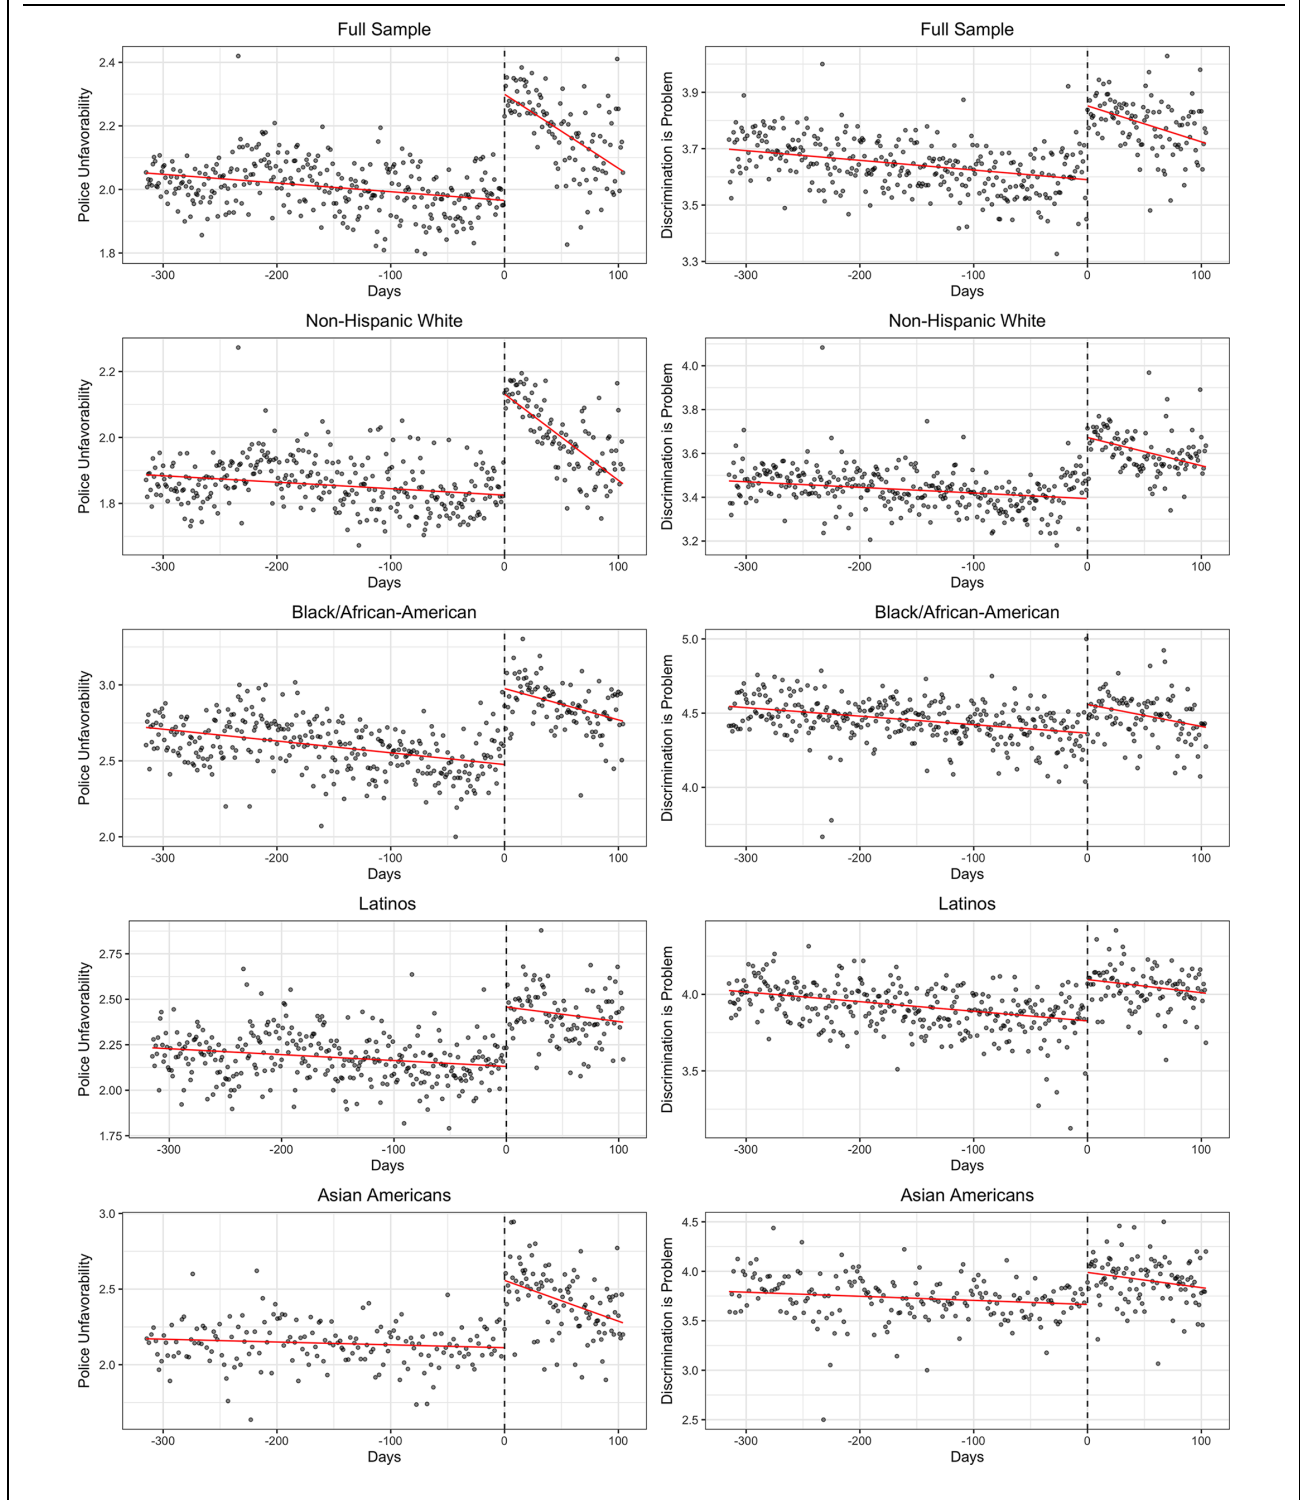 Full Sample
Police Unfavorability
2.4
2.2
2.0
1.8
-300 -200 -100 0 100
Days
Full Sample
Discrimination is Problem
3.9
3.7
3.5
3.3
-300 -200 -100 0 100
Days
Non-Hispanic White
Police Unfavorability
2.2
2.0
1.8
-300 -200 -100 0 100
Days
Non-Hispanic White
Discrimination is Problem
4.0
3.8
3.6
3.4
3.2
-300 -200 -100 0 100
Days
Black/African-American
Police Unfavorability
3.0
2.5
2.0
-300 -200 -100 0 100
Days
Black/African-American
Discrimination is Problem
5.0
4.5
4.0
-300 -200 -100 0 100
Days
Latinos
Police Unfavorability
2.75
2.50
2.25
2.00
1.75
-300 -200 -100 0 100
Days
Latinos
Discrimination is Problem
4.0
3.5
-300 -200 -100 0 100
Days
Asian Americans
Police Unfavorability
3.0
2.5
2.0
-300 -200 -100 0 100
Days
Asian Americans
Discrimination is Problem
4.5
4.0
3.5
3.0
2.5
-300 -200 -100 0 100
Days